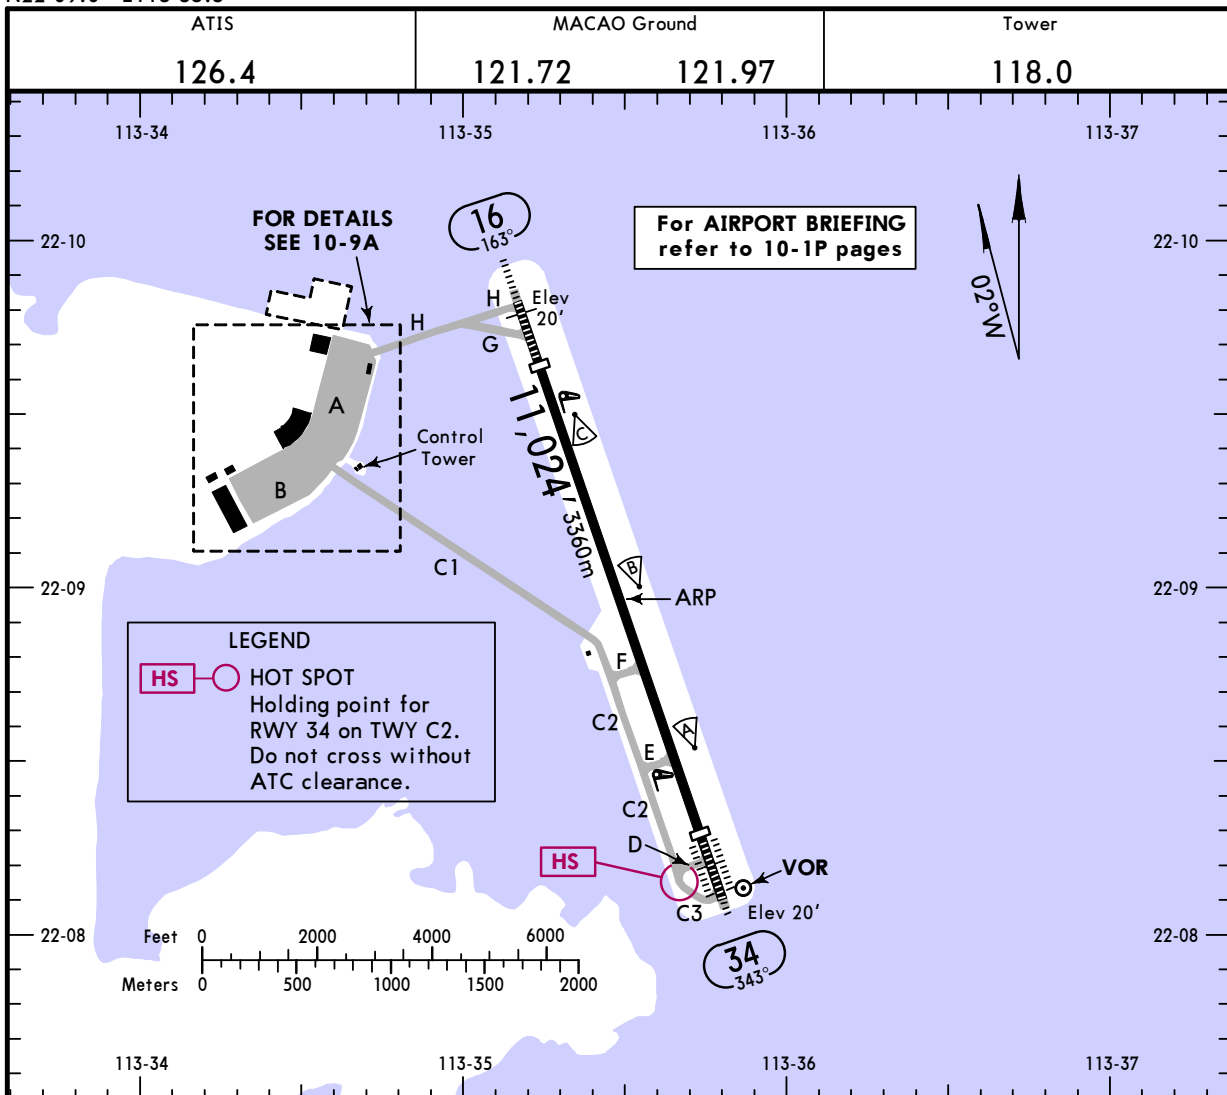 ATIS
126.4
MACAO Ground
121.72 121.97
Tower
118.0
113-34 113-35 113-36 113-37
22-10
22-10
FOR DETAILS
SEE 10-9A
16
163°
For AIRPORT BRIEFING
refer to 10-1P pages
02°W
H
H
Elev
20'
G
A
B
Control
Tower
11,024' 3360m
C
B
ARP
C1
22-09
22-09
LEGEND
HS HOT SPOT
Holding point for
RWY 34 on TWY C2.
Do not cross without
ATC clearance.
F
C2
A
E
C2
D
HS
VOR
C3
Elev 20'
34
343°
22-08
22-08
Feet 0 2000 4000 6000
Meters 0 500 1000 1500 2000
113-34 113-35 113-36 113-37